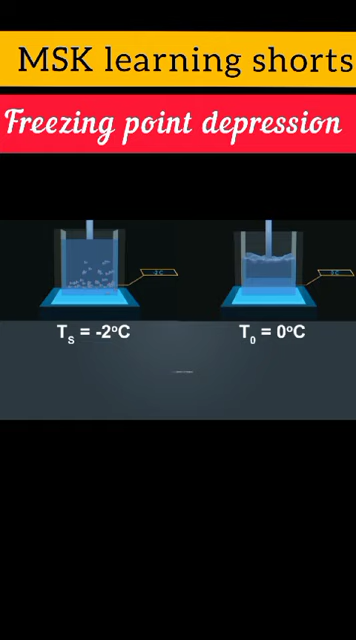 MSK learning shorts
Freezing point depression
Tₛ = -2°C
T₀ = 0°C